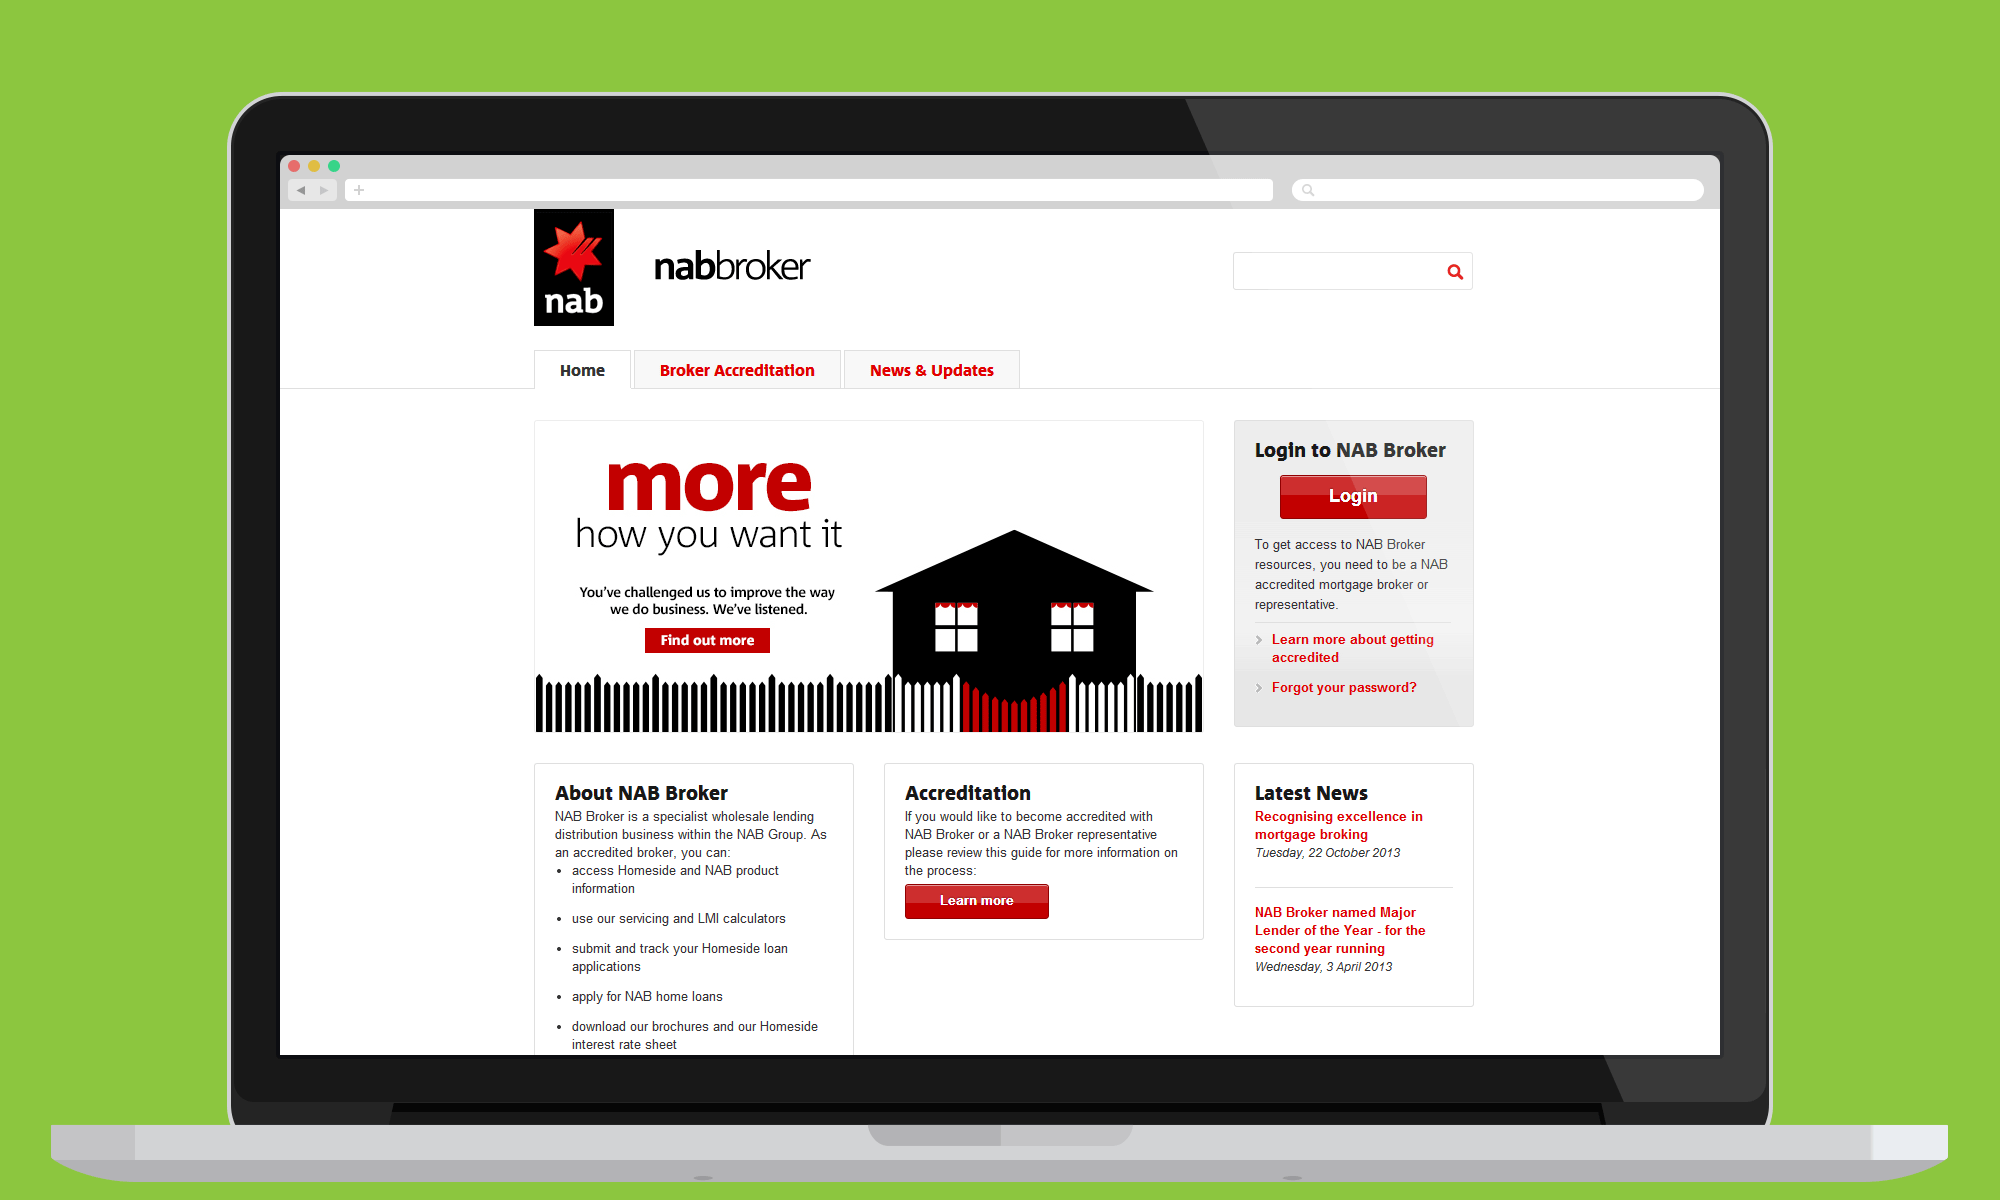 nab
nabbroker
Home
Broker Accreditation
News & Updates
more
how you want it
You've challenged us to improve the way
we do business. We've listened.
Find out more
Login to NAB Broker
Login
To get access to NAB Broker
resources, you need to be a NAB
accredited mortgage broker or
representative.
Learn more about getting
accredited
Forgot your password?
About NAB Broker
NAB Broker is a specialist wholesale lending
distribution business within the NAB Group. As
an accredited broker, you can:
• access Homeside and NAB product
information
• use our servicing and LMI calculators
• submit and track your Homeside loan
applications
• apply for NAB home loans
• download our brochures and our Homeside
interest rate sheet
Accreditation
If you would like to become accredited with
NAB Broker or a NAB Broker representative
please review this guide for more information on
the process:
Learn more
Latest News
Recognising excellence in
mortgage broking
Tuesday, 22 October 2013
NAB Broker named Major
Lender of the Year - for the
second year running
Wednesday, 3 April 2013